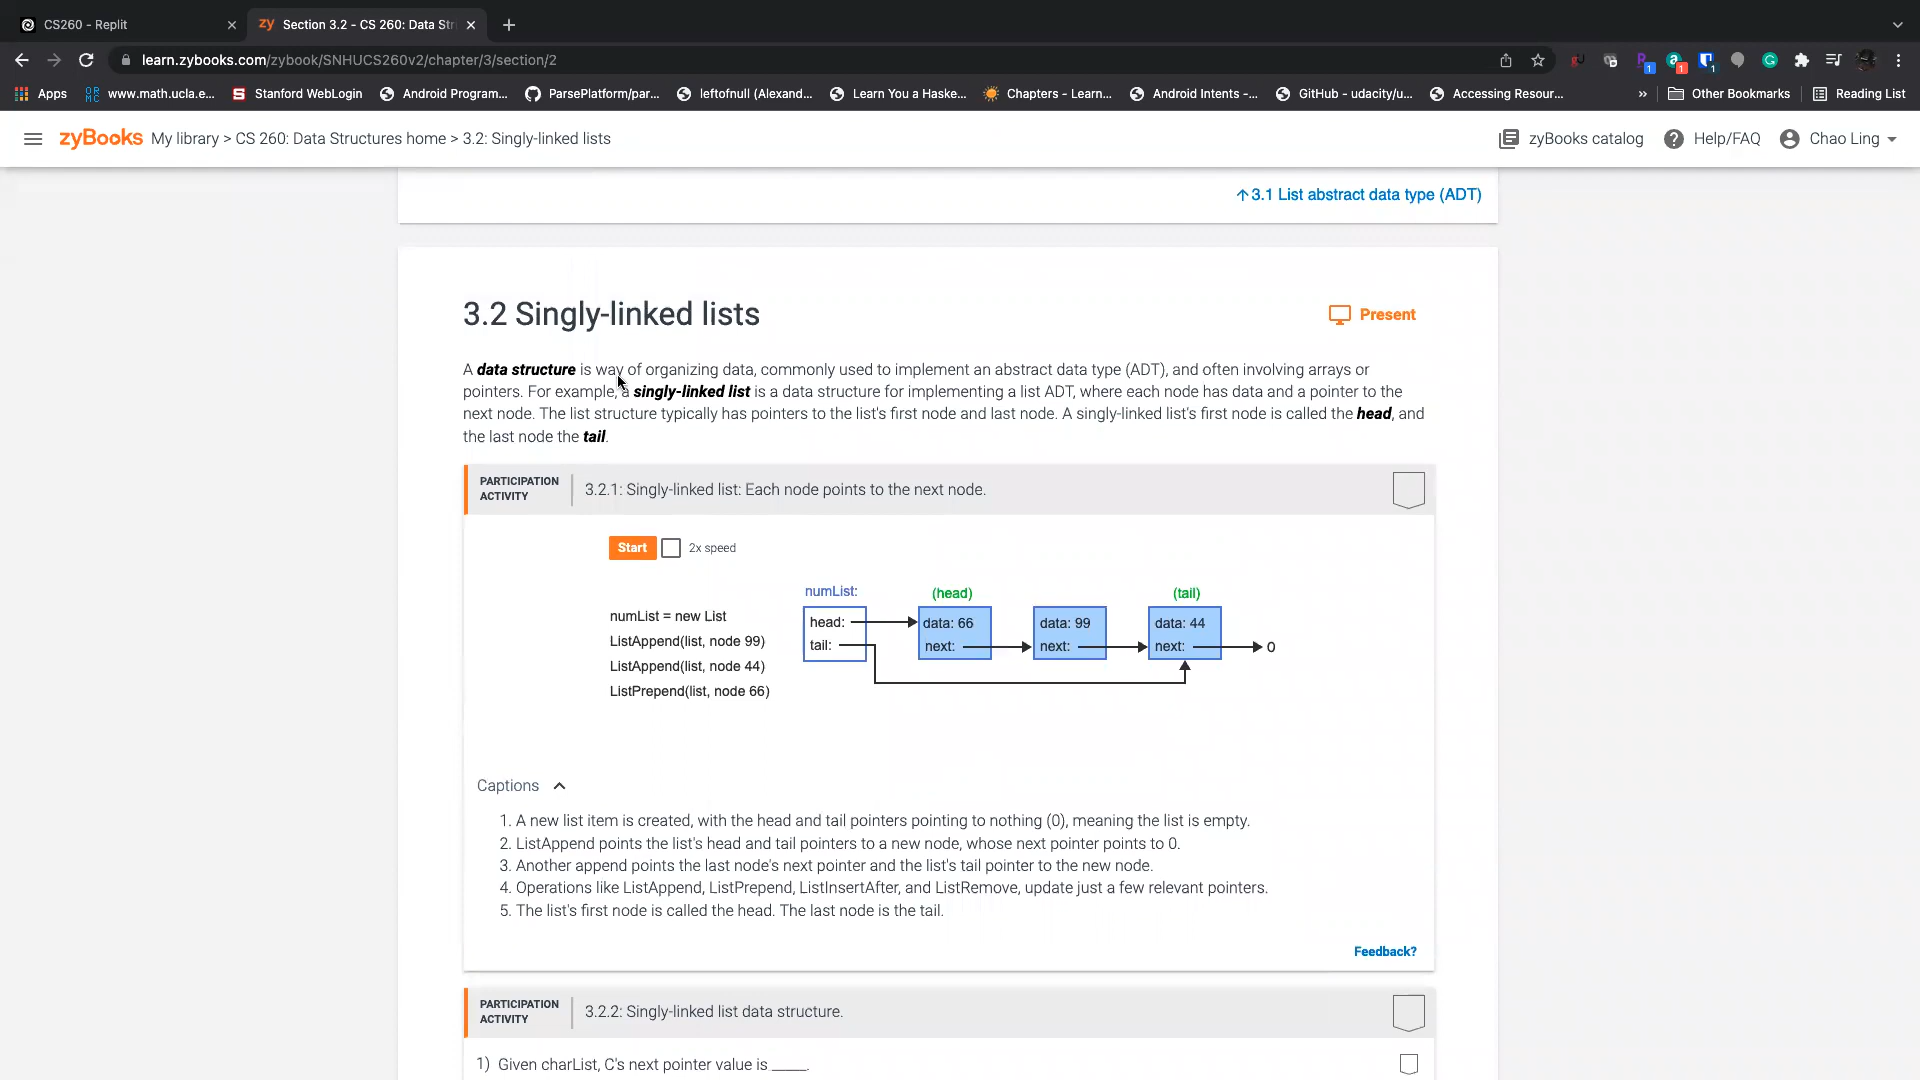 CS260 - Replit
zy Section 3.2 - CS 260: Data Str
learn.zybooks.com/zybook/SNHUCS260v2/chapter/3/section/2
Apps www.math.ucla.e... Stanford WebLogin Android Program... ParsePlatform/par... leftofnull (Alexand... Learn You a Haske... Chapters - Learn... Android Intents -... GitHub - udacity/u... Accessing Resour... » Other Bookmarks Reading List
zyBooks My library > CS 260: Data Structures home > 3.2: Singly-linked lists zyBooks catalog Help/FAQ Chao Ling
3.1 List abstract data type (ADT)
3.2 Singly-linked lists
Present
A data structure is way of organizing data, commonly used to implement an abstract data type (ADT), and often involving arrays or
pointers. For example, a singly-linked list is a data structure for implementing a list ADT, where each node has data and a pointer to the
next node. The list structure typically has pointers to the list's first node and last node. A singly-linked list's first node is called the head, and
the last node the tail.
PARTICIPATION
ACTIVITY
3.2.1: Singly-linked list: Each node points to the next node.
Start 2x speed
numList = new List
ListAppend(list, node 99)
ListAppend(list, node 44)
ListPrepend(list, node 66)
numList: (head) (tail)
head: data: 66 data: 99 data: 44
tail: next: next: next: 0
Captions
1. A new list item is created, with the head and tail pointers pointing to nothing (0), meaning the list is empty.
2. ListAppend points the list's head and tail pointers to a new node, whose next pointer points to 0.
3. Another append points the last node's next pointer and the list's tail pointer to the new node.
4. Operations like ListAppend, ListPrepend, ListInsertAfter, and ListRemove, update just a few relevant pointers.
5. The list's first node is called the head. The last node is the tail.
Feedback?
PARTICIPATION
ACTIVITY
3.2.2: Singly-linked list data structure.
1) Given charList, C's next pointer value is _____.